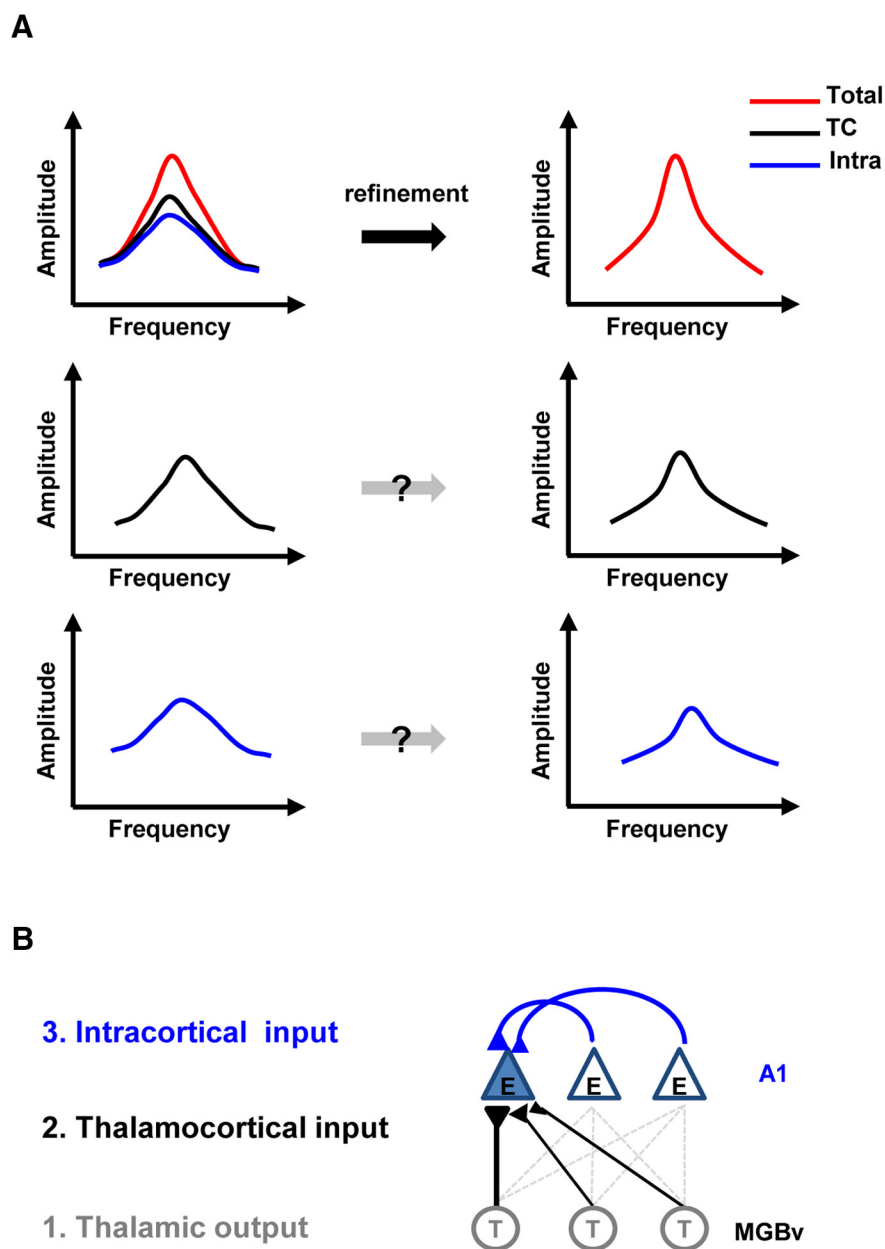 A
Total
TC
Intra
Amplitude
Frequency
refinement
Amplitude
Frequency
Amplitude
Frequency
?
Amplitude
Frequency
Amplitude
Frequency
?
Amplitude
Frequency
B
3. Intracortical input
E E E
A1
2. Thalamocortical input
1. Thalamic output
T T T
MGBv